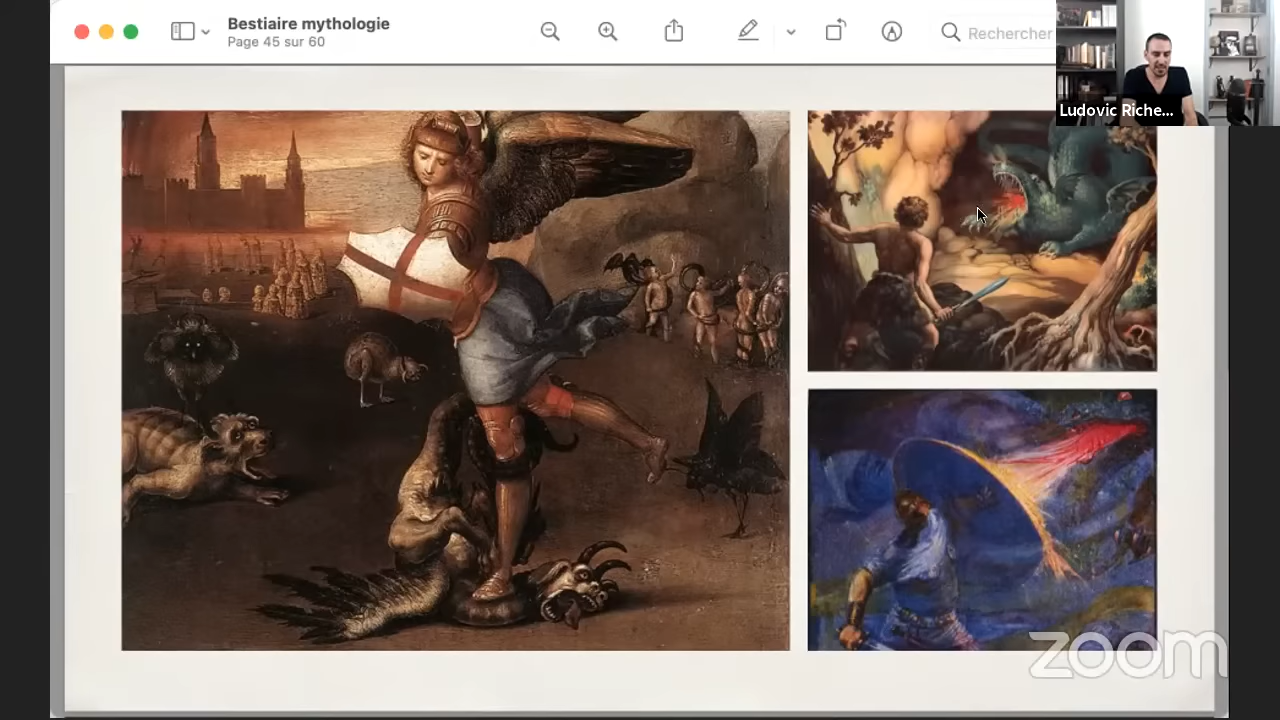 Bestiaire mythologie
Page 45 sur 60
Rechercher
Ludovic Riche...
zoom